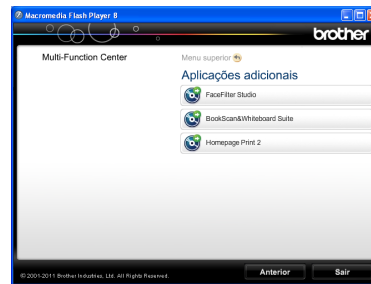 Macromedia Flash Player 8
brother
Multi-Function Center
Menu superior
Aplicações adicionais
FaceFilter Studio
BookScan&Whiteboard Suite
Homepage Print 2
© 2001-2011 Brother Industries, Ltd. All Rights Reserved.
Anterior
Sair